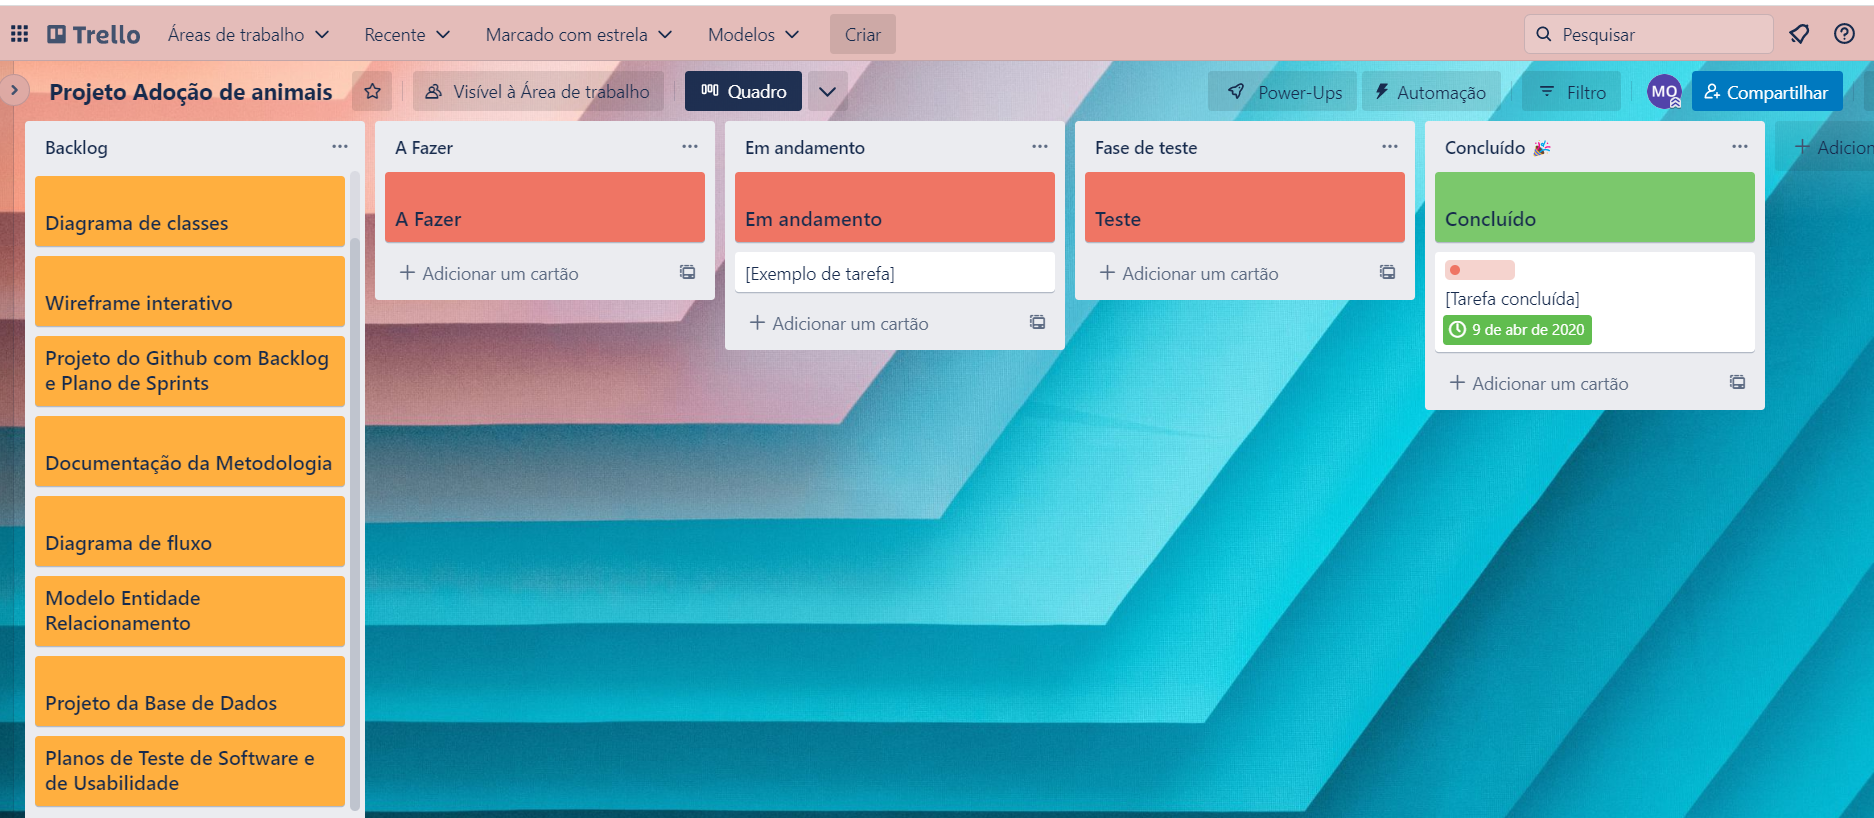 Trello
Áreas de trabalho
Recente
Marcado com estrela
Modelos
Criar
Pesquisar
Projeto Adoção de animais
Visível à Área de trabalho
Quadro
Power-Ups
Automação
Filtro
MO
Compartilhar
Backlog
Diagrama de classes
Wireframe interativo
Projeto do Github com Backlog
e Plano de Sprints
Documentação da Metodologia
Diagrama de fluxo
Modelo Entidade
Relacionamento
Projeto da Base de Dados
Planos de Teste de Software e
de Usabilidade
A Fazer
A Fazer
+ Adicionar um cartão
Em andamento
Em andamento
[Exemplo de tarefa]
+ Adicionar um cartão
Fase de teste
Teste
+ Adicionar um cartão
Concluído 🎉
Concluído
[Tarefa concluída]
9 de abr de 2020
+ Adicionar um cartão
+ Adicion